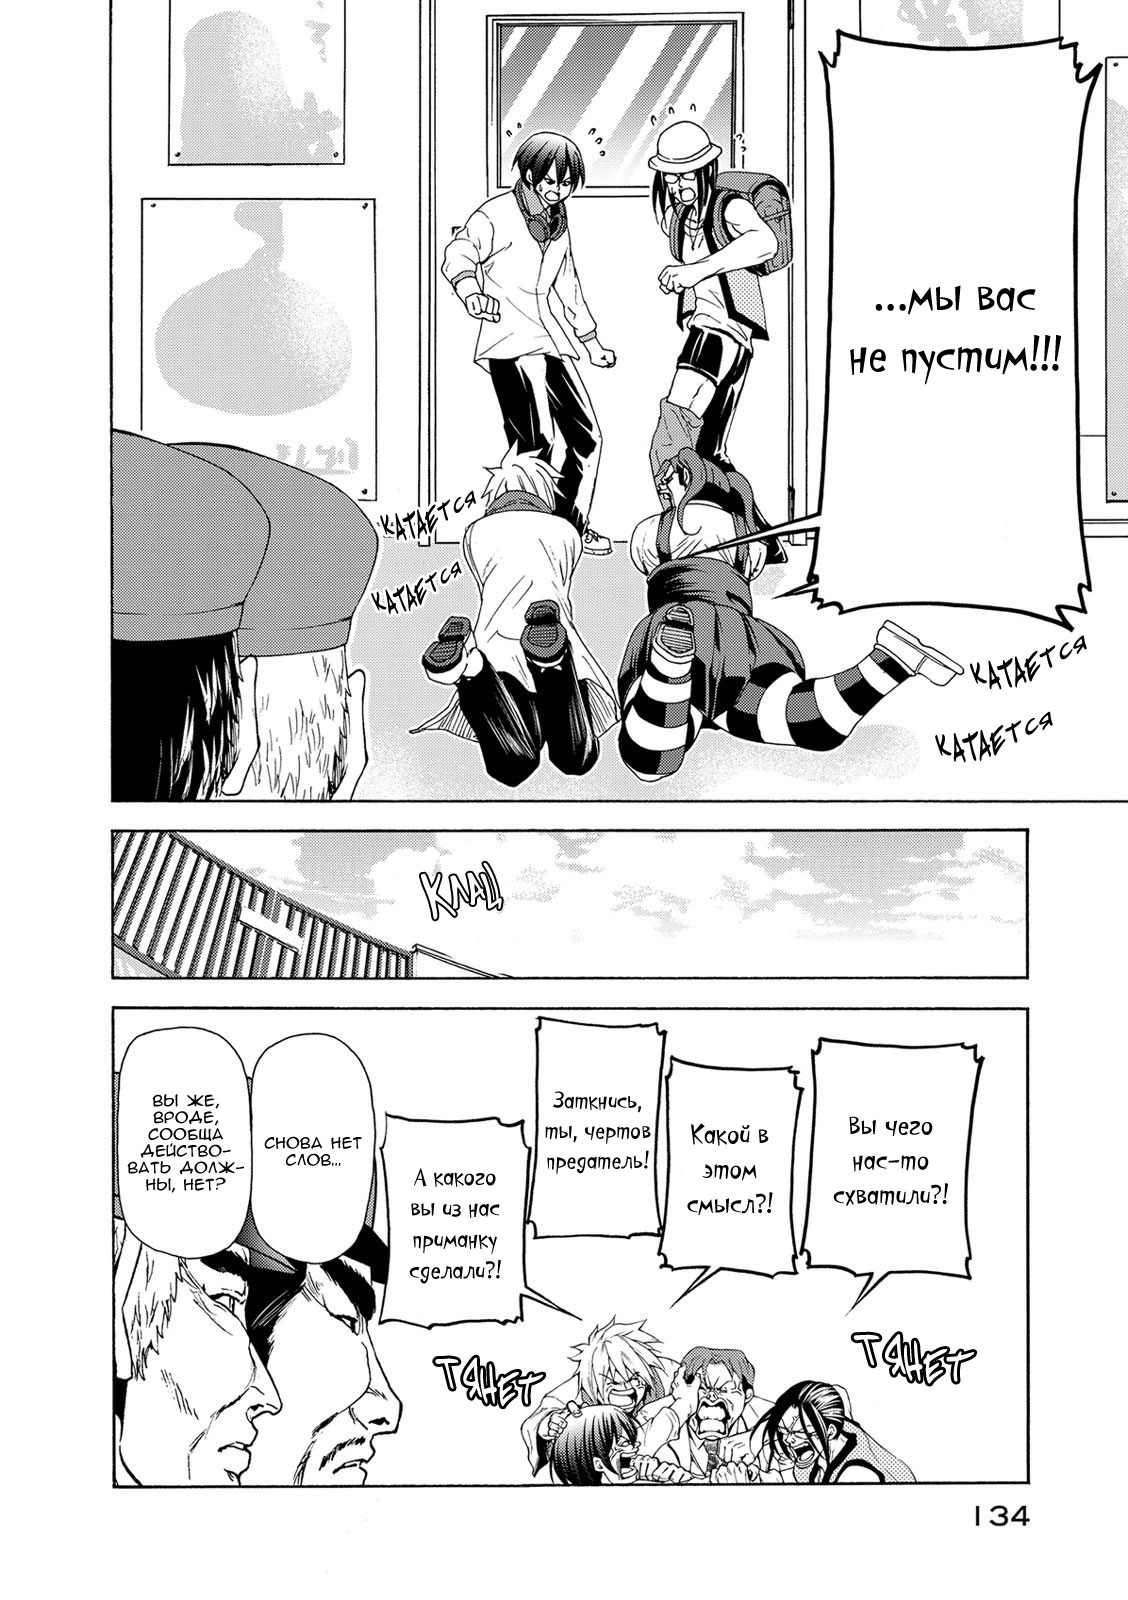 ...мы вас
не пустим!!!
КАТАЕТСЯ
КАТАЕТСЯ
КАТАЕТСЯ
КАТАЕТСЯ
КЛАЦ
Вы чего
нас-то
схватили?!
Какой в
этом
смысл?!
Заткнись,
ты, чертов
предатель!
А какого
вы из нас
приманку
сделали?!
ТЯНЕТ
ТЯНЕТ
СНОВА НЕТ
СЛОВ...
ВЫ ЖЕ,
ВРОДЕ,
СООБЩА
ДЕЙСТВО-
ВАТЬ ДОЛЖ-
НЫ, НЕТ?
134